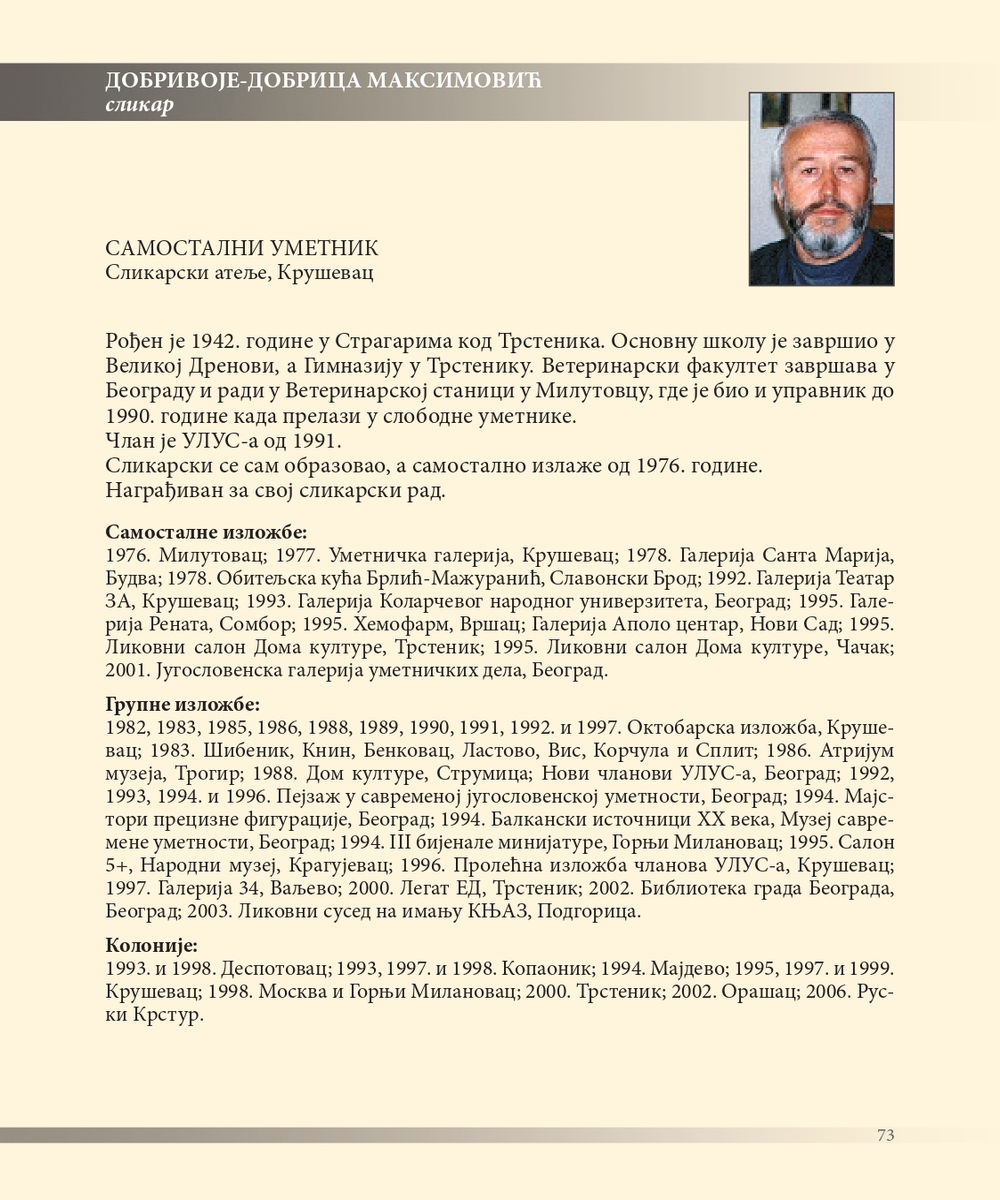 ДОБРИВОЈЕ-ДОБРИЦА МАКСИМОВИЋ
сликар
САМОСТАЛНИ УМЕТНИК
Сликарски атеље, Крушевац
Рођен је 1942. године у Страгарима код Трстеника. Основну школу је завршио у
Великој Дренови, а Гимназију у Трстенику. Ветеринарски факултет завршава у
Београду и ради у Ветеринарској станици у Милутовцу, где је био и управник до
1990. године када прелази у слободне уметнике.
Члан је УЛУС-а од 1991.
Сликарски се сам образовао, а самостално излаже од 1976. године.
Награђиван за свој сликарски рад.
Самосталне изложбе:
1976. Милутовац; 1977. Уметничка галерија, Крушевац; 1978. Галерија Санта Марија,
Будва; 1978. Обитељска кућа Брлић-Мажуранић, Славонски Брод; 1992. Галерија Театар
ЗА, Крушевац; 1993. Галерија Коларчевог народног универзитета, Београд; 1995. Гале-
рија Рената, Сомбор; 1995. Хемофарм, Вршац; Галерија Аполо центар, Нови Сад; 1995.
Ликовни салон Дома културе, Трстеник; 1995. Ликовни салон Дома културе, Чачак;
2001. Југословенска галерија уметничких дела, Београд.
Групне изложбе:
1982, 1983, 1985, 1986, 1988, 1989, 1990, 1991, 1992. и 1997. Октобарска изложба, Круше-
вац; 1983. Шибеник, Книн, Бенковац, Ластово, Вис, Корчула и Сплит; 1986. Атријум
музеја, Трогир; 1988. Дом културе, Струмица; Нови чланови УЛУС-а, Београд; 1992,
1993, 1994. и 1996. Пејзаж у савременој југословенској уметности, Београд; 1994. Мајс-
тори прецизне фигурације, Београд; 1994. Балкански источници XX века, Музеј савре-
мене уметности, Београд; 1994. III бијенале минијатуре, Горњи Милановац; 1995. Салон
5+, Народни музеј, Крагујевац; 1996. Пролећна изложба чланова УЛУС-а, Крушевац;
1997. Галерија 34, Ваљево; 2000. Легат ЕД, Трстеник; 2002. Библиотека града Београда,
Београд; 2003. Ликовни сусед на имању КЊАЗ, Подгорица.
Колоније:
1993. и 1998. Деспотовац; 1993, 1997. и 1998. Копаоник; 1994. Мајдево; 1995, 1997. и 1999.
Крушевац; 1998. Москва и Горњи Милановац; 2000. Трстеник; 2002. Орашац; 2006. Рус-
ки Крстур.
73